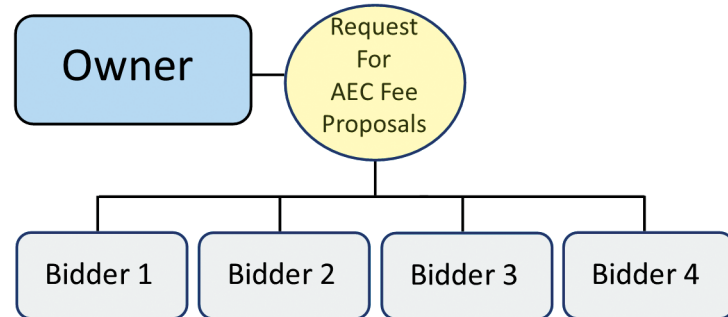 Owner
Request
For
AEC Fee
Proposals
Bidder 1
Bidder 2
Bidder 3
Bidder 4